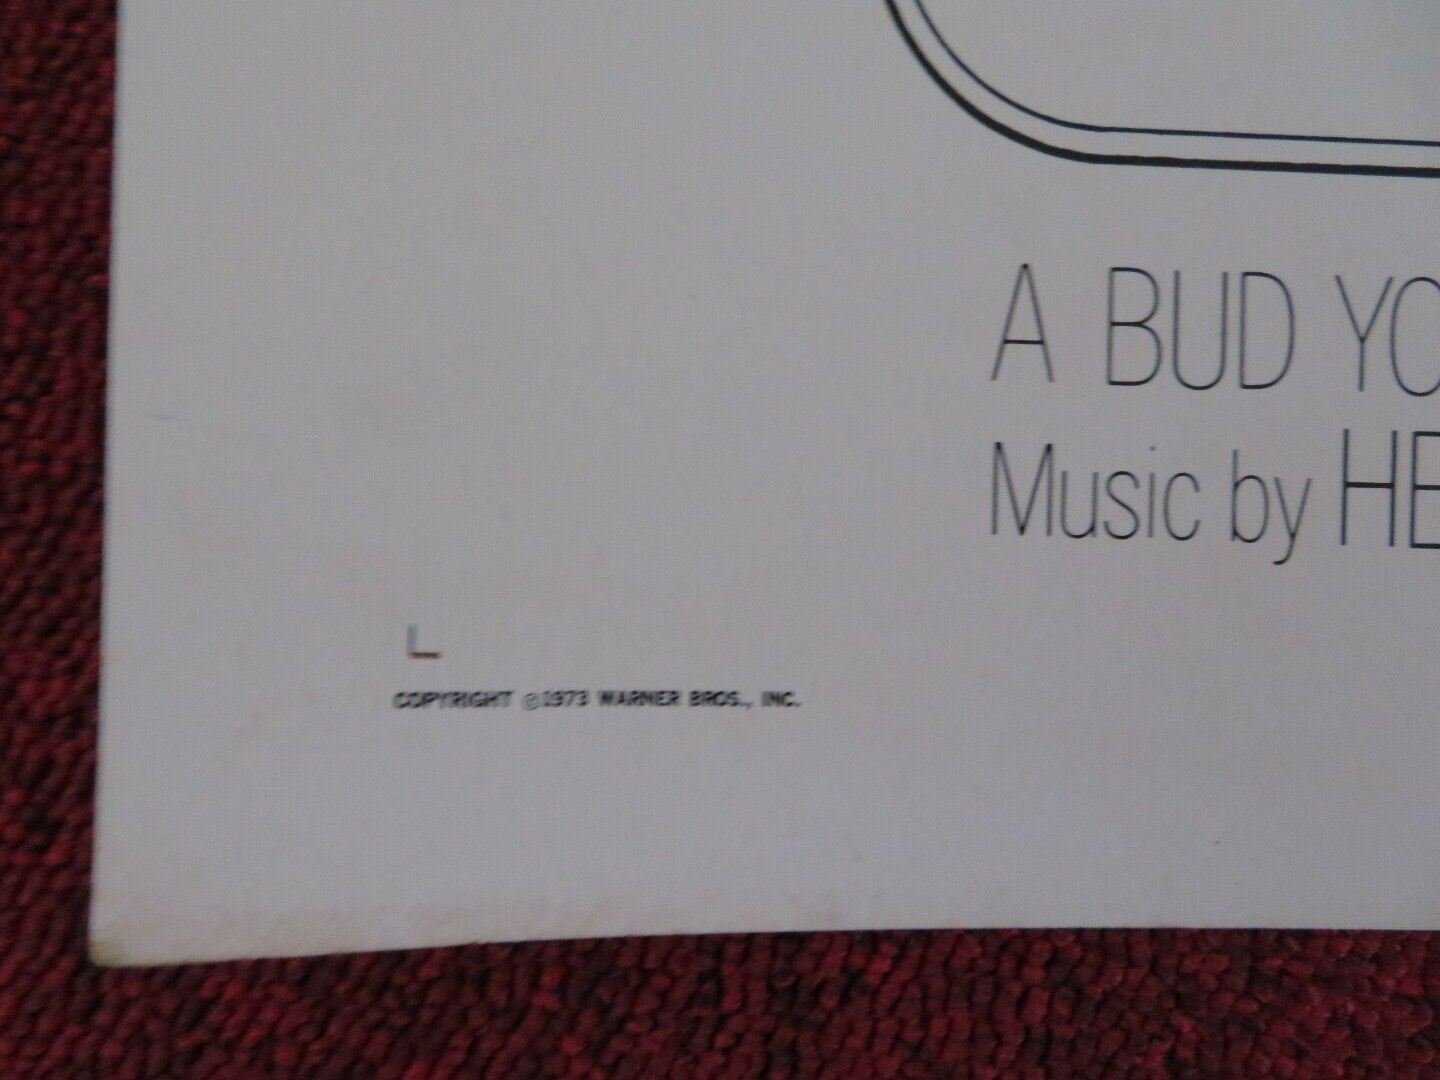 A BUD YO
Music by HE
L
COPYRIGHT ©1973 WARNER BROS., INC.